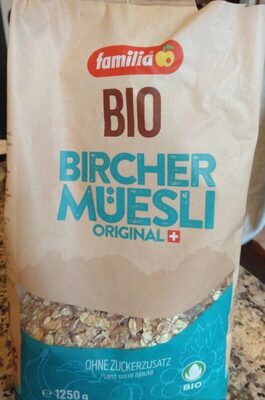 familia
BIO
BIRCHER
MÜESLI
ORIGINAL
OHNE ZUCKERZUSATZ
sans sucre ajouté
BIO
1250 g